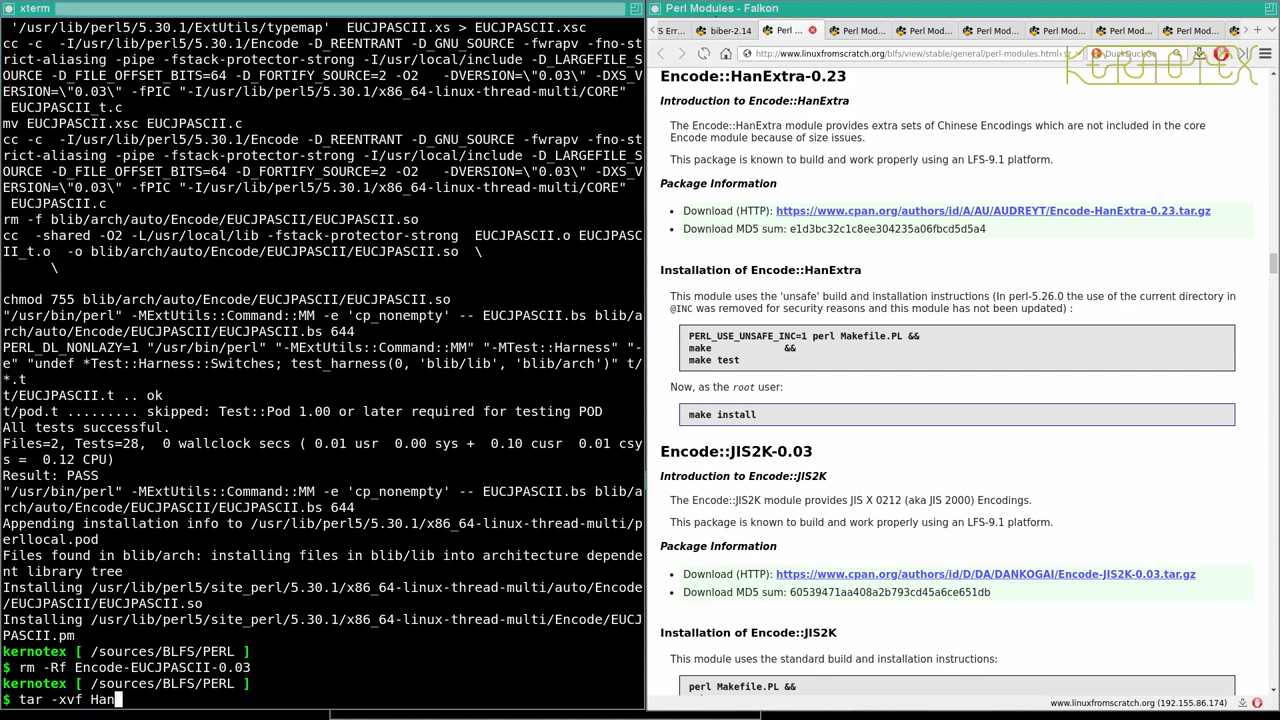 xterm
 '/usr/lib/perl5/5.30.1/ExtUtils/typemap'  EUCJPASCII.xs > EUCJPASCII.xsc
cc -c  -I/usr/lib/perl5/5.30.1/Encode -D_REENTRANT -D_GNU_SOURCE -fwrapv -fno-st
rict-aliasing -pipe -fstack-protector-strong -I/usr/local/include -D_LARGEFILE_S
OURCE -D_FILE_OFFSET_BITS=64 -D_FORTIFY_SOURCE=2 -O2   -DVERSION=\"0.03\" -DXS_V
ERSION=\"0.03\" -fPIC "-I/usr/lib/perl5/5.30.1/x86_64-linux-thread-multi/CORE"
 EUCJPASCII_t.c
mv EUCJPASCII.xsc EUCJPASCII.c
cc -c  -I/usr/lib/perl5/5.30.1/Encode -D_REENTRANT -D_GNU_SOURCE -fwrapv -fno-st
rict-aliasing -pipe -fstack-protector-strong -I/usr/local/include -D_LARGEFILE_S
OURCE -D_FILE_OFFSET_BITS=64 -D_FORTIFY_SOURCE=2 -O2   -DVERSION=\"0.03\" -DXS_V
ERSION=\"0.03\" -fPIC "-I/usr/lib/perl5/5.30.1/x86_64-linux-thread-multi/CORE"
 EUCJPASCII.c
rm -f blib/arch/auto/Encode/EUCJPASCII/EUCJPASCII.so
cc  -shared -O2 -L/usr/local/lib -fstack-protector-strong  EUCJPASCII.o EUCJPASC
II_t.o  -o blib/arch/auto/Encode/EUCJPASCII/EUCJPASCII.so  \
      \
chmod 755 blib/arch/auto/Encode/EUCJPASCII/EUCJPASCII.so
"/usr/bin/perl" -MExtUtils::Command::MM -e 'cp_nonempty' -- EUCJPASCII.bs blib/a
rch/auto/Encode/EUCJPASCII/EUCJPASCII.bs 644
PERL_DL_NONLAZY=1 "/usr/bin/perl" "-MExtUtils::Command::MM" "-MTest::Harness" "-
e" "undef *Test::Harness::Switches; test_harness(0, 'blib/lib', 'blib/arch')" t/
*.t
t/EUCJPASCII.t .. ok
t/pod.t ......... skipped: Test::Pod 1.00 or later required for testing POD
All tests successful.
Files=2, Tests=28,  0 wallclock secs ( 0.01 usr  0.00 sys +  0.10 cusr  0.01 csy
s =  0.12 CPU)
Result: PASS
"/usr/bin/perl" -MExtUtils::Command::MM -e 'cp_nonempty' -- EUCJPASCII.bs blib/a
rch/auto/Encode/EUCJPASCII/EUCJPASCII.bs 644
Appending installation info to /usr/lib/perl5/5.30.1/x86_64-linux-thread-multi/p
erllocal.pod
Files found in blib/arch: installing files in blib/lib into architecture depende
nt library tree
Installing /usr/lib/perl5/site_perl/5.30.1/x86_64-linux-thread-multi/auto/Encode
/EUCJPASCII/EUCJPASCII.so
Installing /usr/lib/perl5/site_perl/5.30.1/x86_64-linux-thread-multi/Encode/EUCJ
PASCII.pm
kernotex [ /sources/BLFS/PERL ]
$ rm -Rf Encode-EUCJPASCII-0.03
kernotex [ /sources/BLFS/PERL ]
$ tar -xvf Han
Perl Modules - Falkon
S Err... biber-2.14 Perl ... Perl Mod... Perl Mod... Perl Mod... Perl Mod... Perl Mod... Perl Mod...
http://www.linuxfromscratch.org/blfs/view/stable/general/perl-modules.html DuckDuckGo
KERNOTEX
Encode::HanExtra-0.23
Introduction to Encode::HanExtra
The Encode::HanExtra module provides extra sets of Chinese Encodings which are not included in the core
Encode module because of size issues.
This package is known to build and work properly using an LFS-9.1 platform.
Package Information
• Download (HTTP): https://www.cpan.org/authors/id/A/AU/AUDREYT/Encode-HanExtra-0.23.tar.gz
• Download MD5 sum: e1d3bc32c1c8ee304235a06fbcd5d5a4
Installation of Encode::HanExtra
This module uses the 'unsafe' build and installation instructions (In perl-5.26.0 the use of the current directory in
@INC was removed for security reasons and this module has not been updated) :
PERL_USE_UNSAFE_INC=1 perl Makefile.PL &&
make             &&
make test
Now, as the root user:
make install
Encode::JIS2K-0.03
Introduction to Encode::JIS2K
The Encode::JIS2K module provides JIS X 0212 (aka JIS 2000) Encodings.
This package is known to build and work properly using an LFS-9.1 platform.
Package Information
• Download (HTTP): https://www.cpan.org/authors/id/D/DA/DANKOGAI/Encode-JIS2K-0.03.tar.gz
• Download MD5 sum: 60539471aa408a2b793cd45a6ce651db
Installation of Encode::JIS2K
This module uses the standard build and installation instructions:
perl Makefile.PL &&
www.linuxfromscratch.org (192.155.86.174)